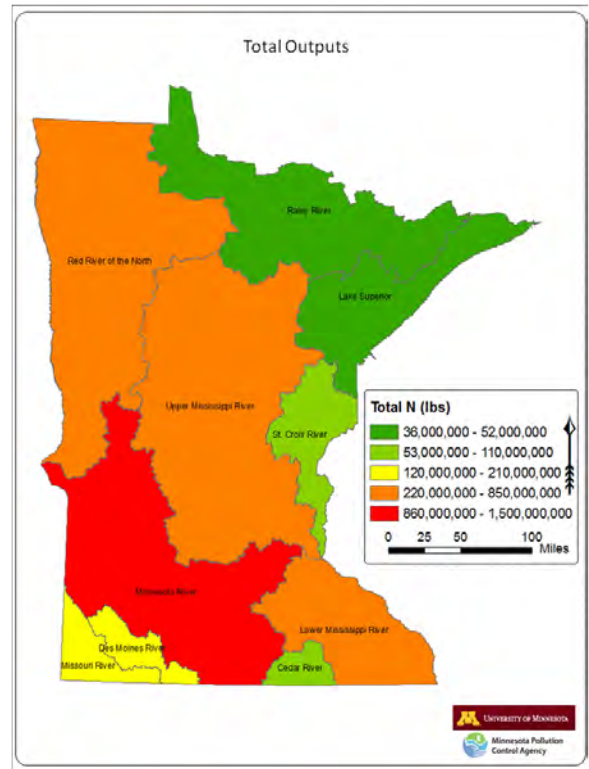 Total Outputs
Rainy River
Red River of the North
Lake Superior
Upper Mississippi River
St. Croix River
Total N (lbs)
36,000,000 - 52,000,000
53,000,000 - 110,000,000
120,000,000 - 210,000,000
220,000,000 - 850,000,000
860,000,000 - 1,500,000,000
0 25 50 100
Miles
Minnesota River
Lower Mississippi River
Des Moines River
Missouri River
Cedar River
M UNIVERSITY OF MINNESOTA
Minnesota Pollution
Control Agency